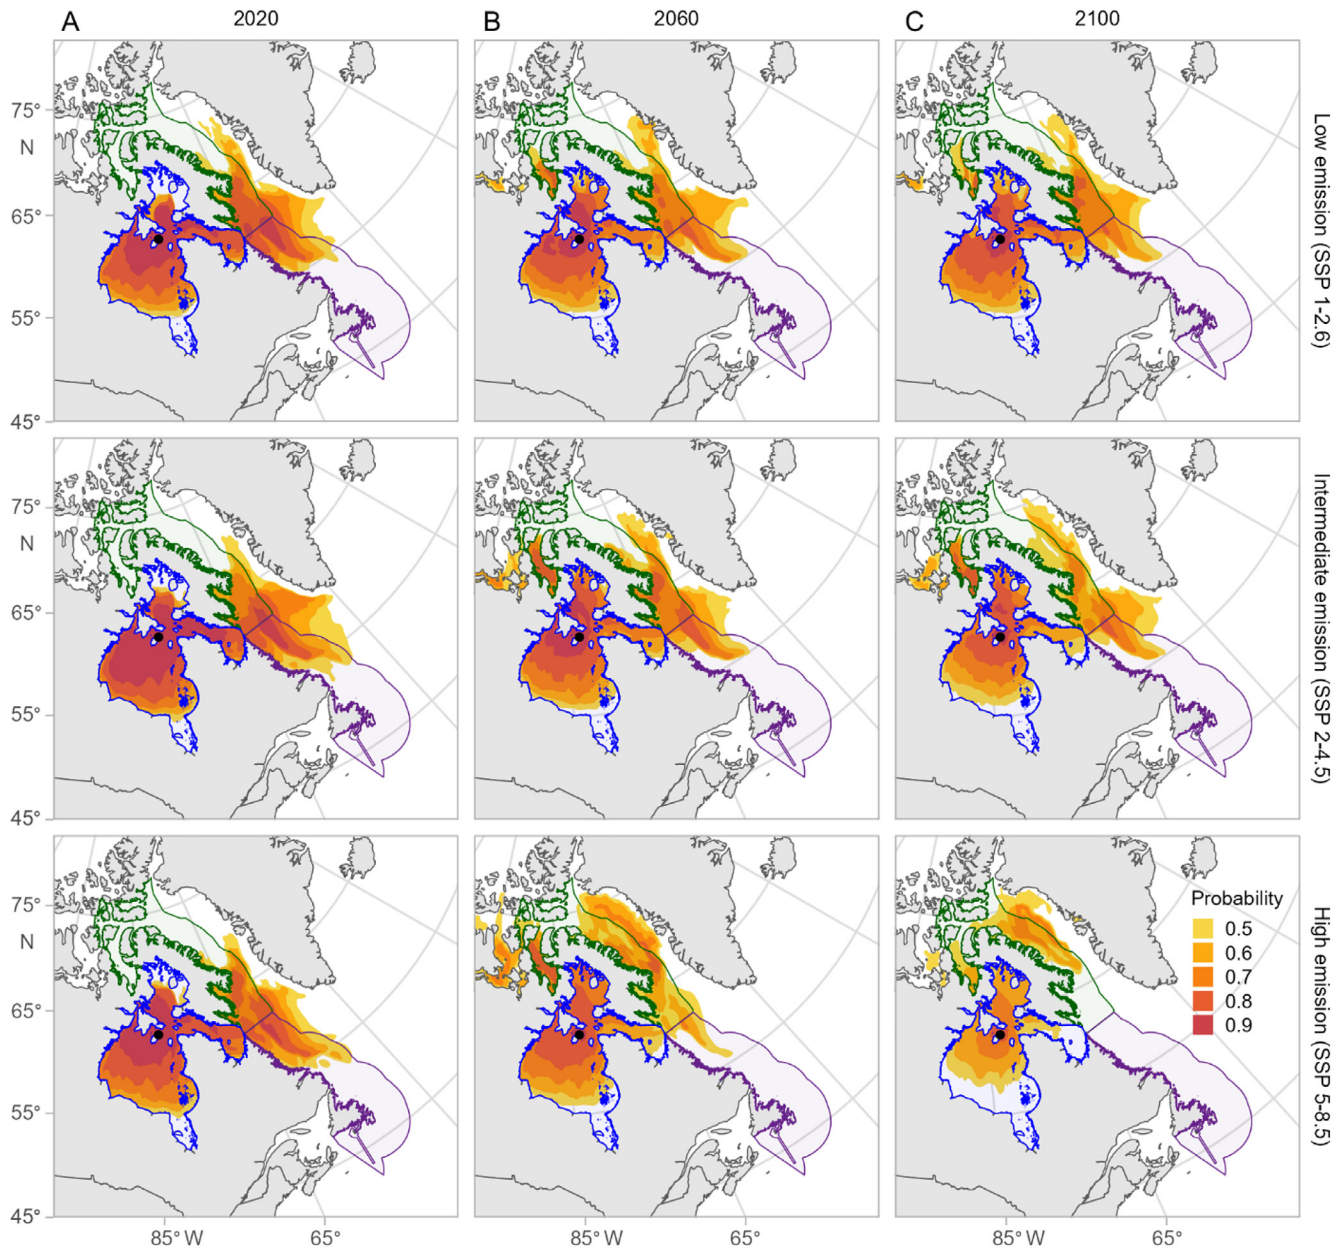 A 2020
B 2060
C 2100
75°
N
65°
55°
45°
Low emission (SSP 1-2.6)
75°
N
65°
55°
45°
Intermediate emission (SSP 2-4.5)
75°
N
65°
55°
45°
Probability
0.5
0.6
0.7
0.8
0.9
High emission (SSP 5-8.5)
85° W 65° 85° W 65° 85° W 65°